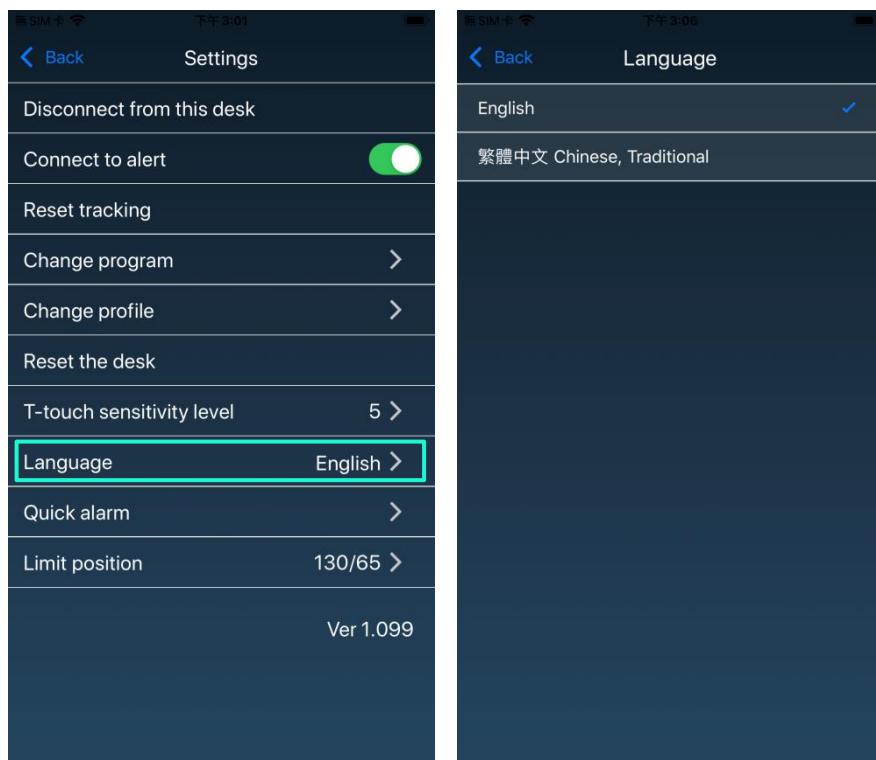 無SIM卡 下午3:01
Back Settings
Disconnect from this desk
Connect to alert
Reset tracking
Change program
Change profile
Reset the desk
T-touch sensitivity level 5
Language English
Quick alarm
Limit position 130/65
Ver 1.099
無SIM卡 下午3:06
Back Language
English
繁體中文 Chinese, Traditional